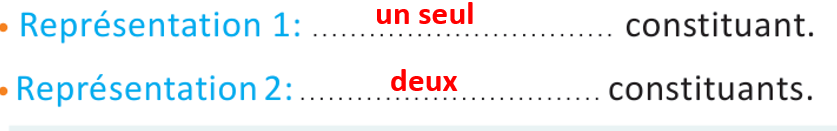 • Représentation 1: ........un seul........ constituant.
• Représentation 2: ........deux........ constituants.